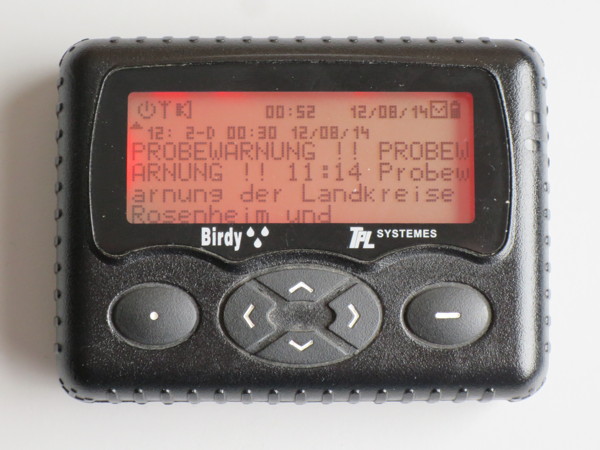 00:52 12/08/14
12: 2-D 00:30 12/08/14
PROBEWARNUNG !! PROBEW
ARNUNG !! 11:14 Probew
arnung der Landkreise
Rosenheim und
Birdy TPL SYSTEMES